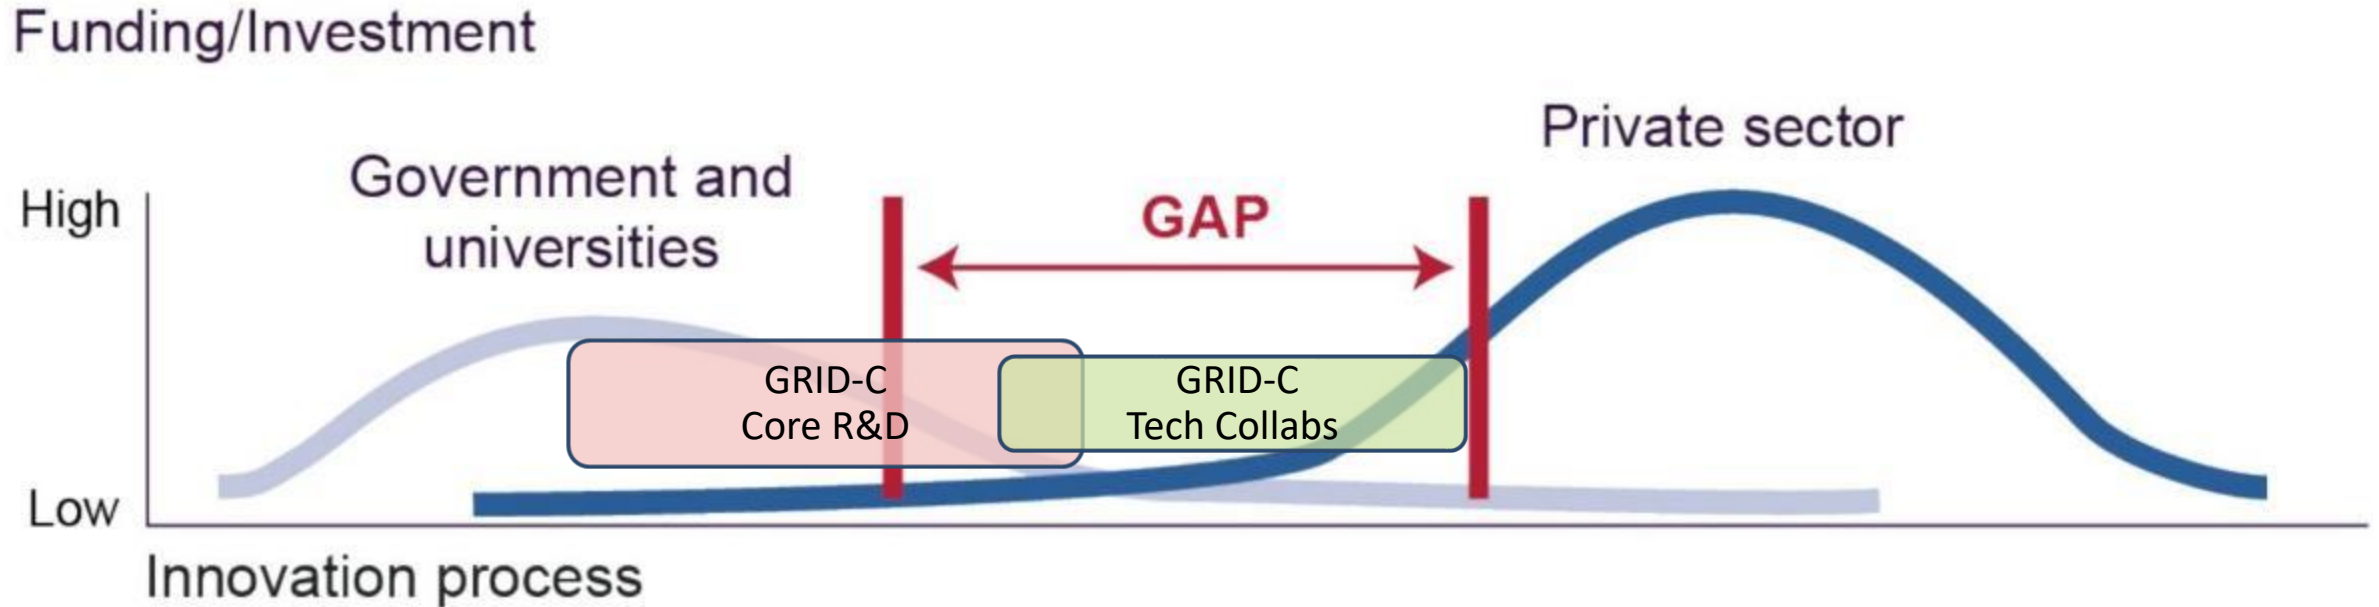 Funding/Investment
Private sector
Government and
universities
High
GAP
GRID-C
Core R&D
GRID-C
Tech Collabs
Low
Innovation process